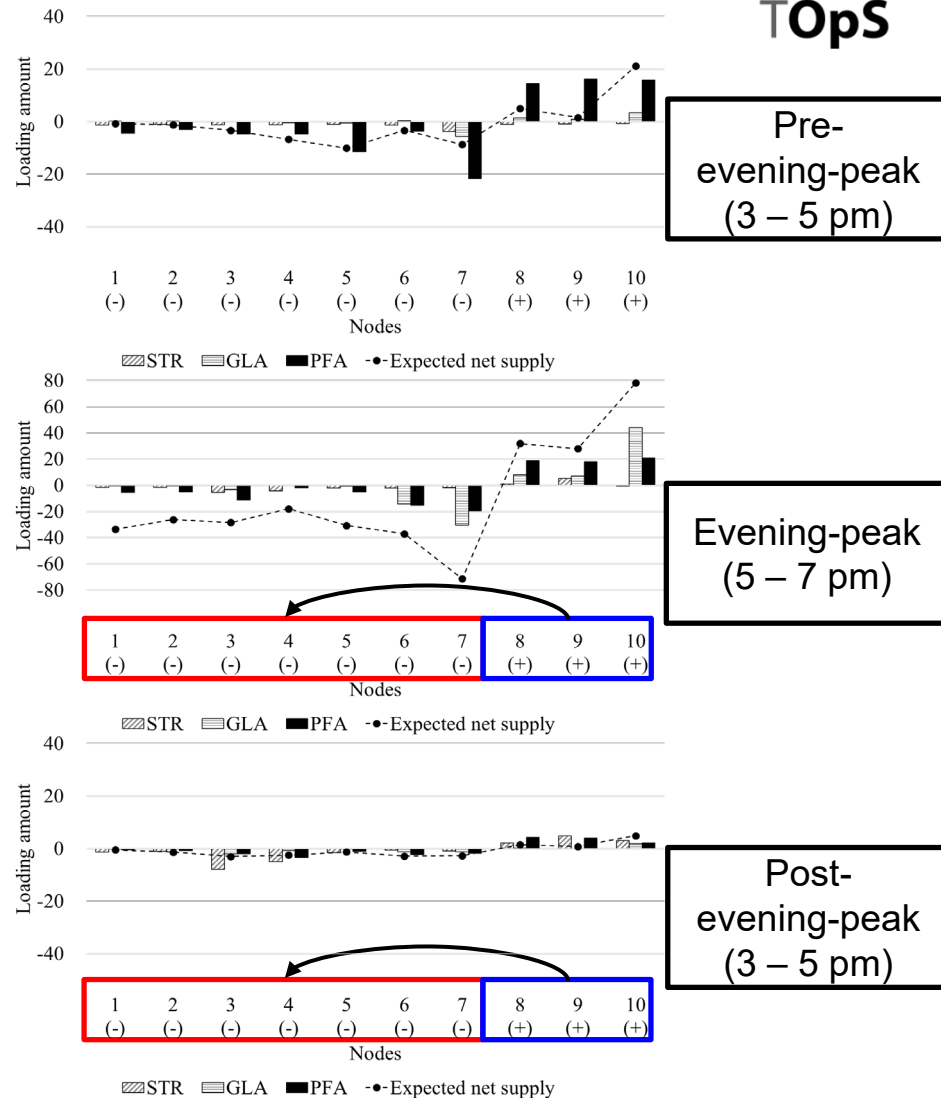 TOpS
40
20
0
-20
-40
Loading amount
1 2 3 4 5 6 7 8 9 10
(-) (-) (-) (-) (-) (-) (-) (+) (+) (+)
Nodes
STR GLA PFA Expected net supply
Pre-
evening-peak
(3 – 5 pm)
80
60
40
20
0
-20
-40
-60
-80
Loading amount
1 2 3 4 5 6 7 8 9 10
(-) (-) (-) (-) (-) (-) (-) (+) (+) (+)
Nodes
STR GLA PFA Expected net supply
Evening-peak
(5 – 7 pm)
40
20
0
-20
-40
Loading amount
1 2 3 4 5 6 7 8 9 10
(-) (-) (-) (-) (-) (-) (-) (+) (+) (+)
Nodes
STR GLA PFA Expected net supply
Post-
evening-peak
(3 – 5 pm)